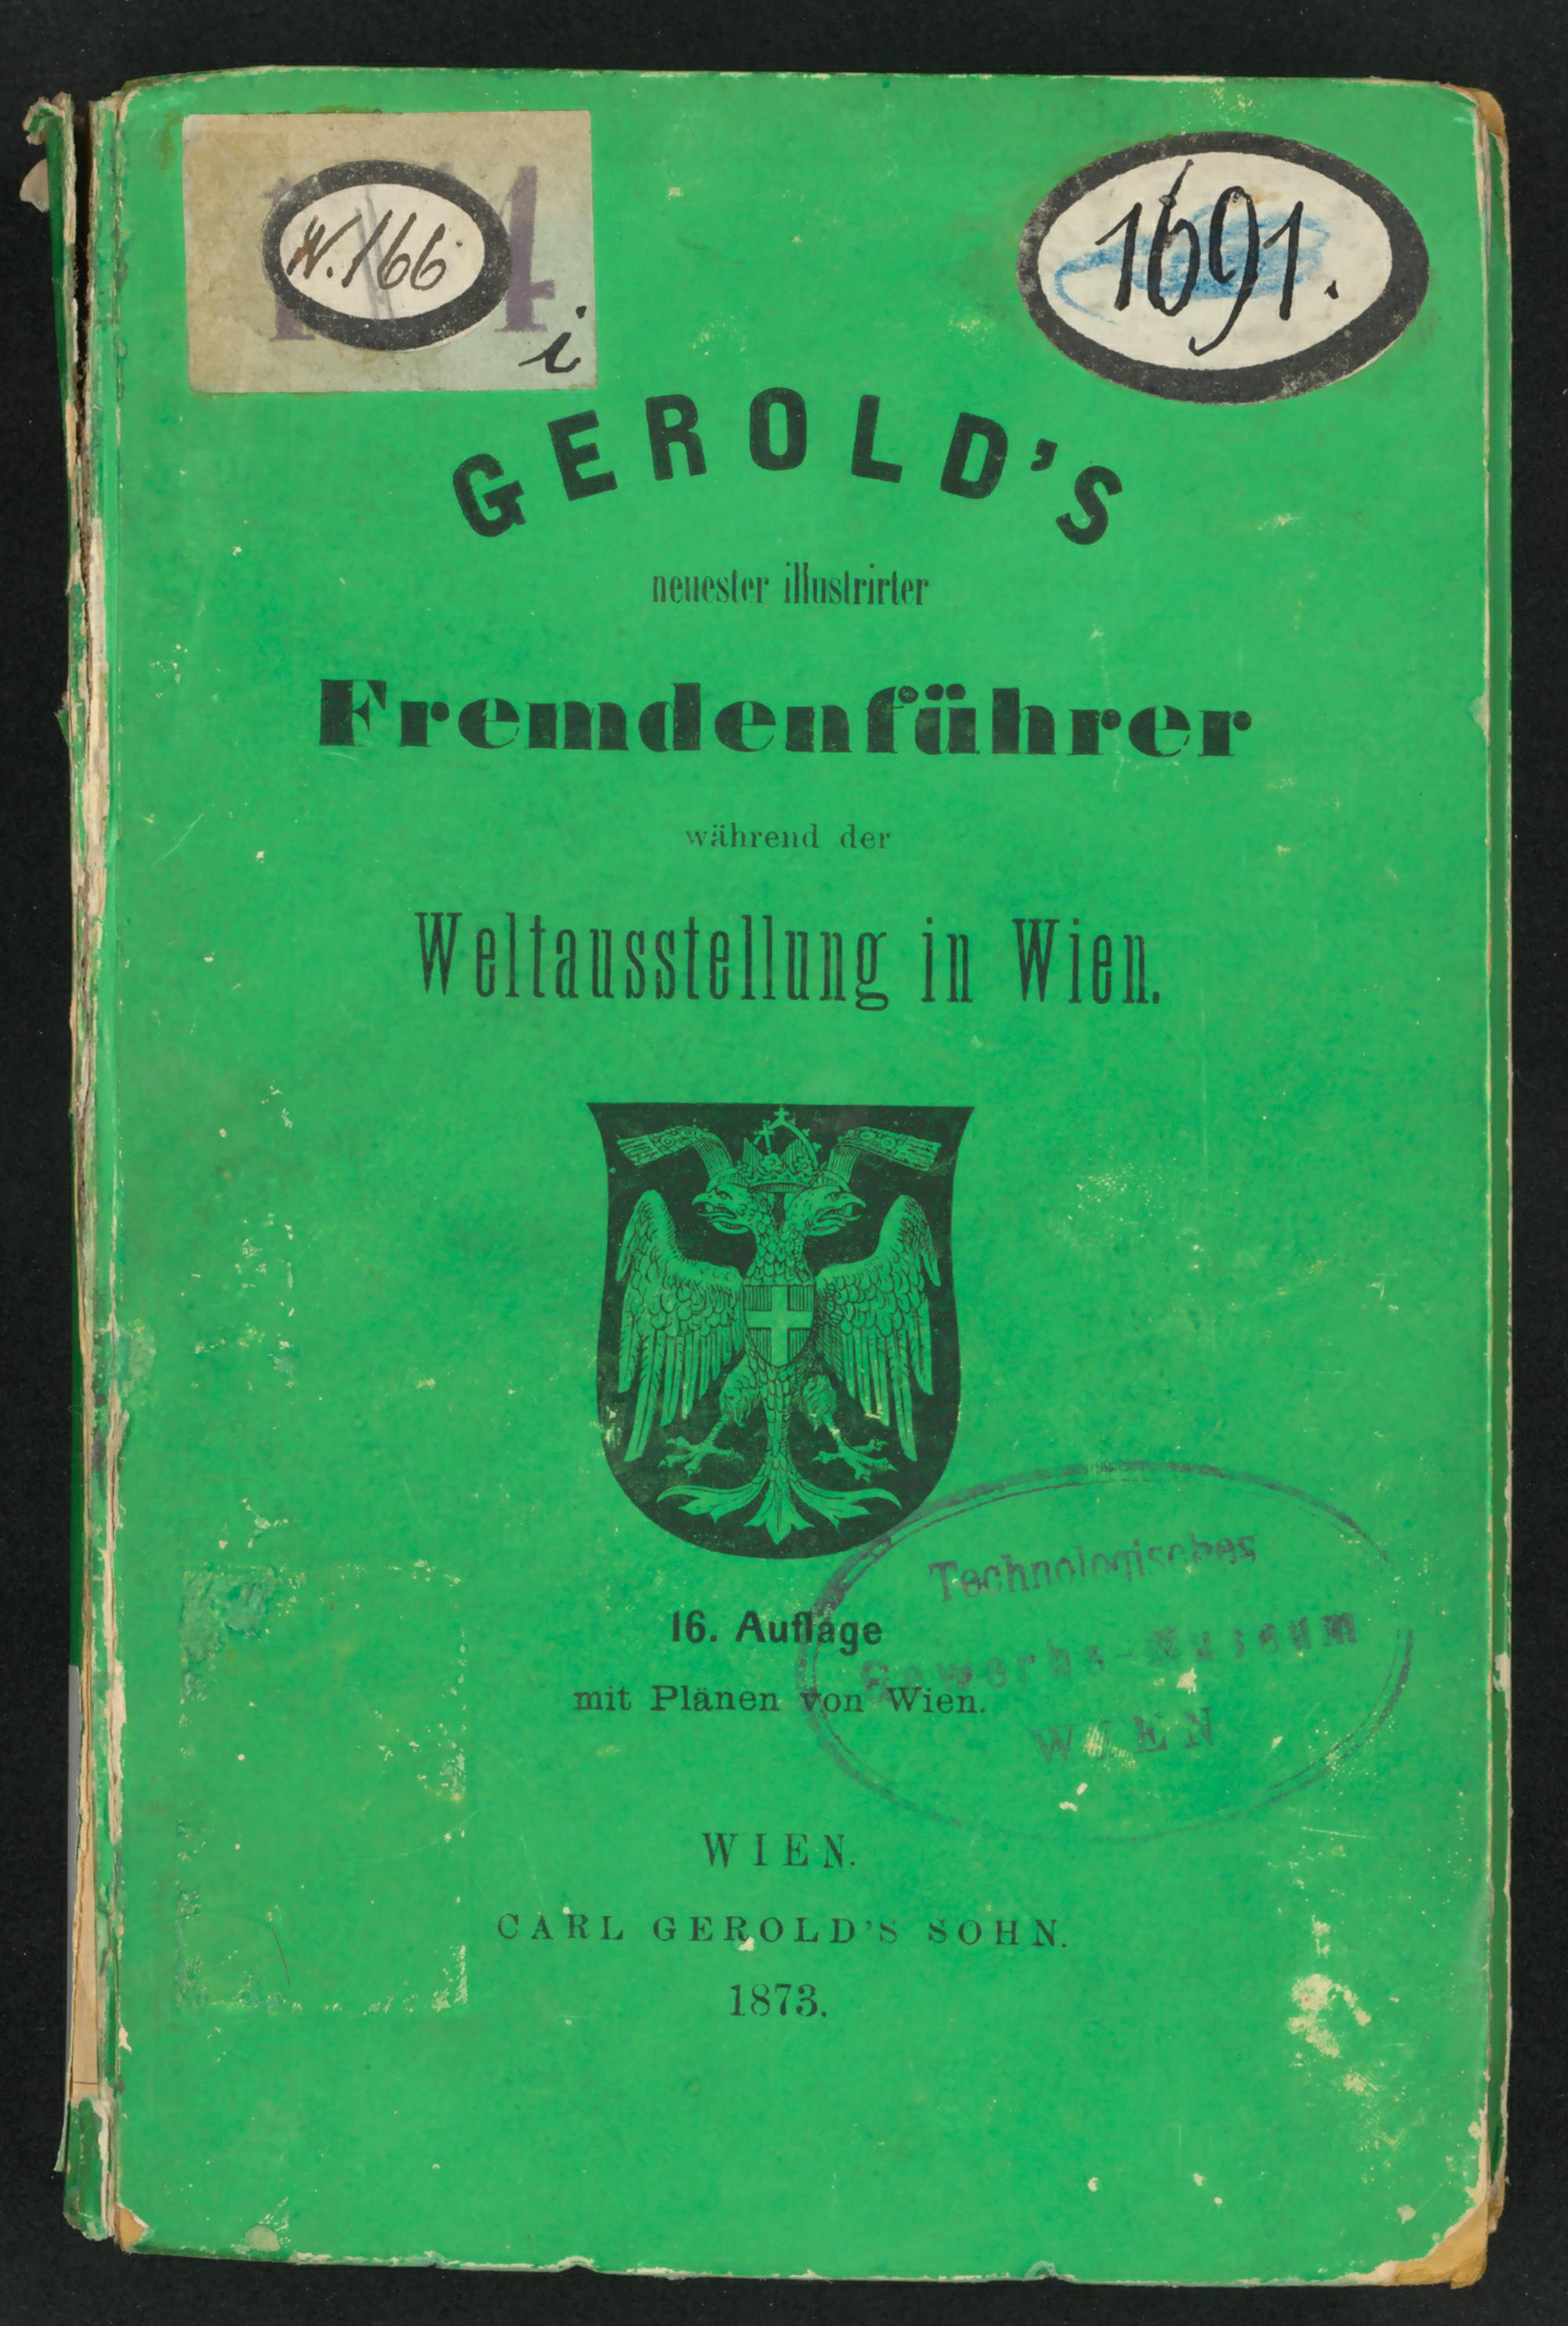 W. 166
4
i
1691.
GEROLD'S
neuester illustrirter
Fremdenführer
während der
Weltausstellung in Wien.
16. Auflage
mit Plänen von Wien.
Technologisches
Gewerbe-Museum
WIEN
WIEN.
CARL GEROLD'S SOHN.
1873.